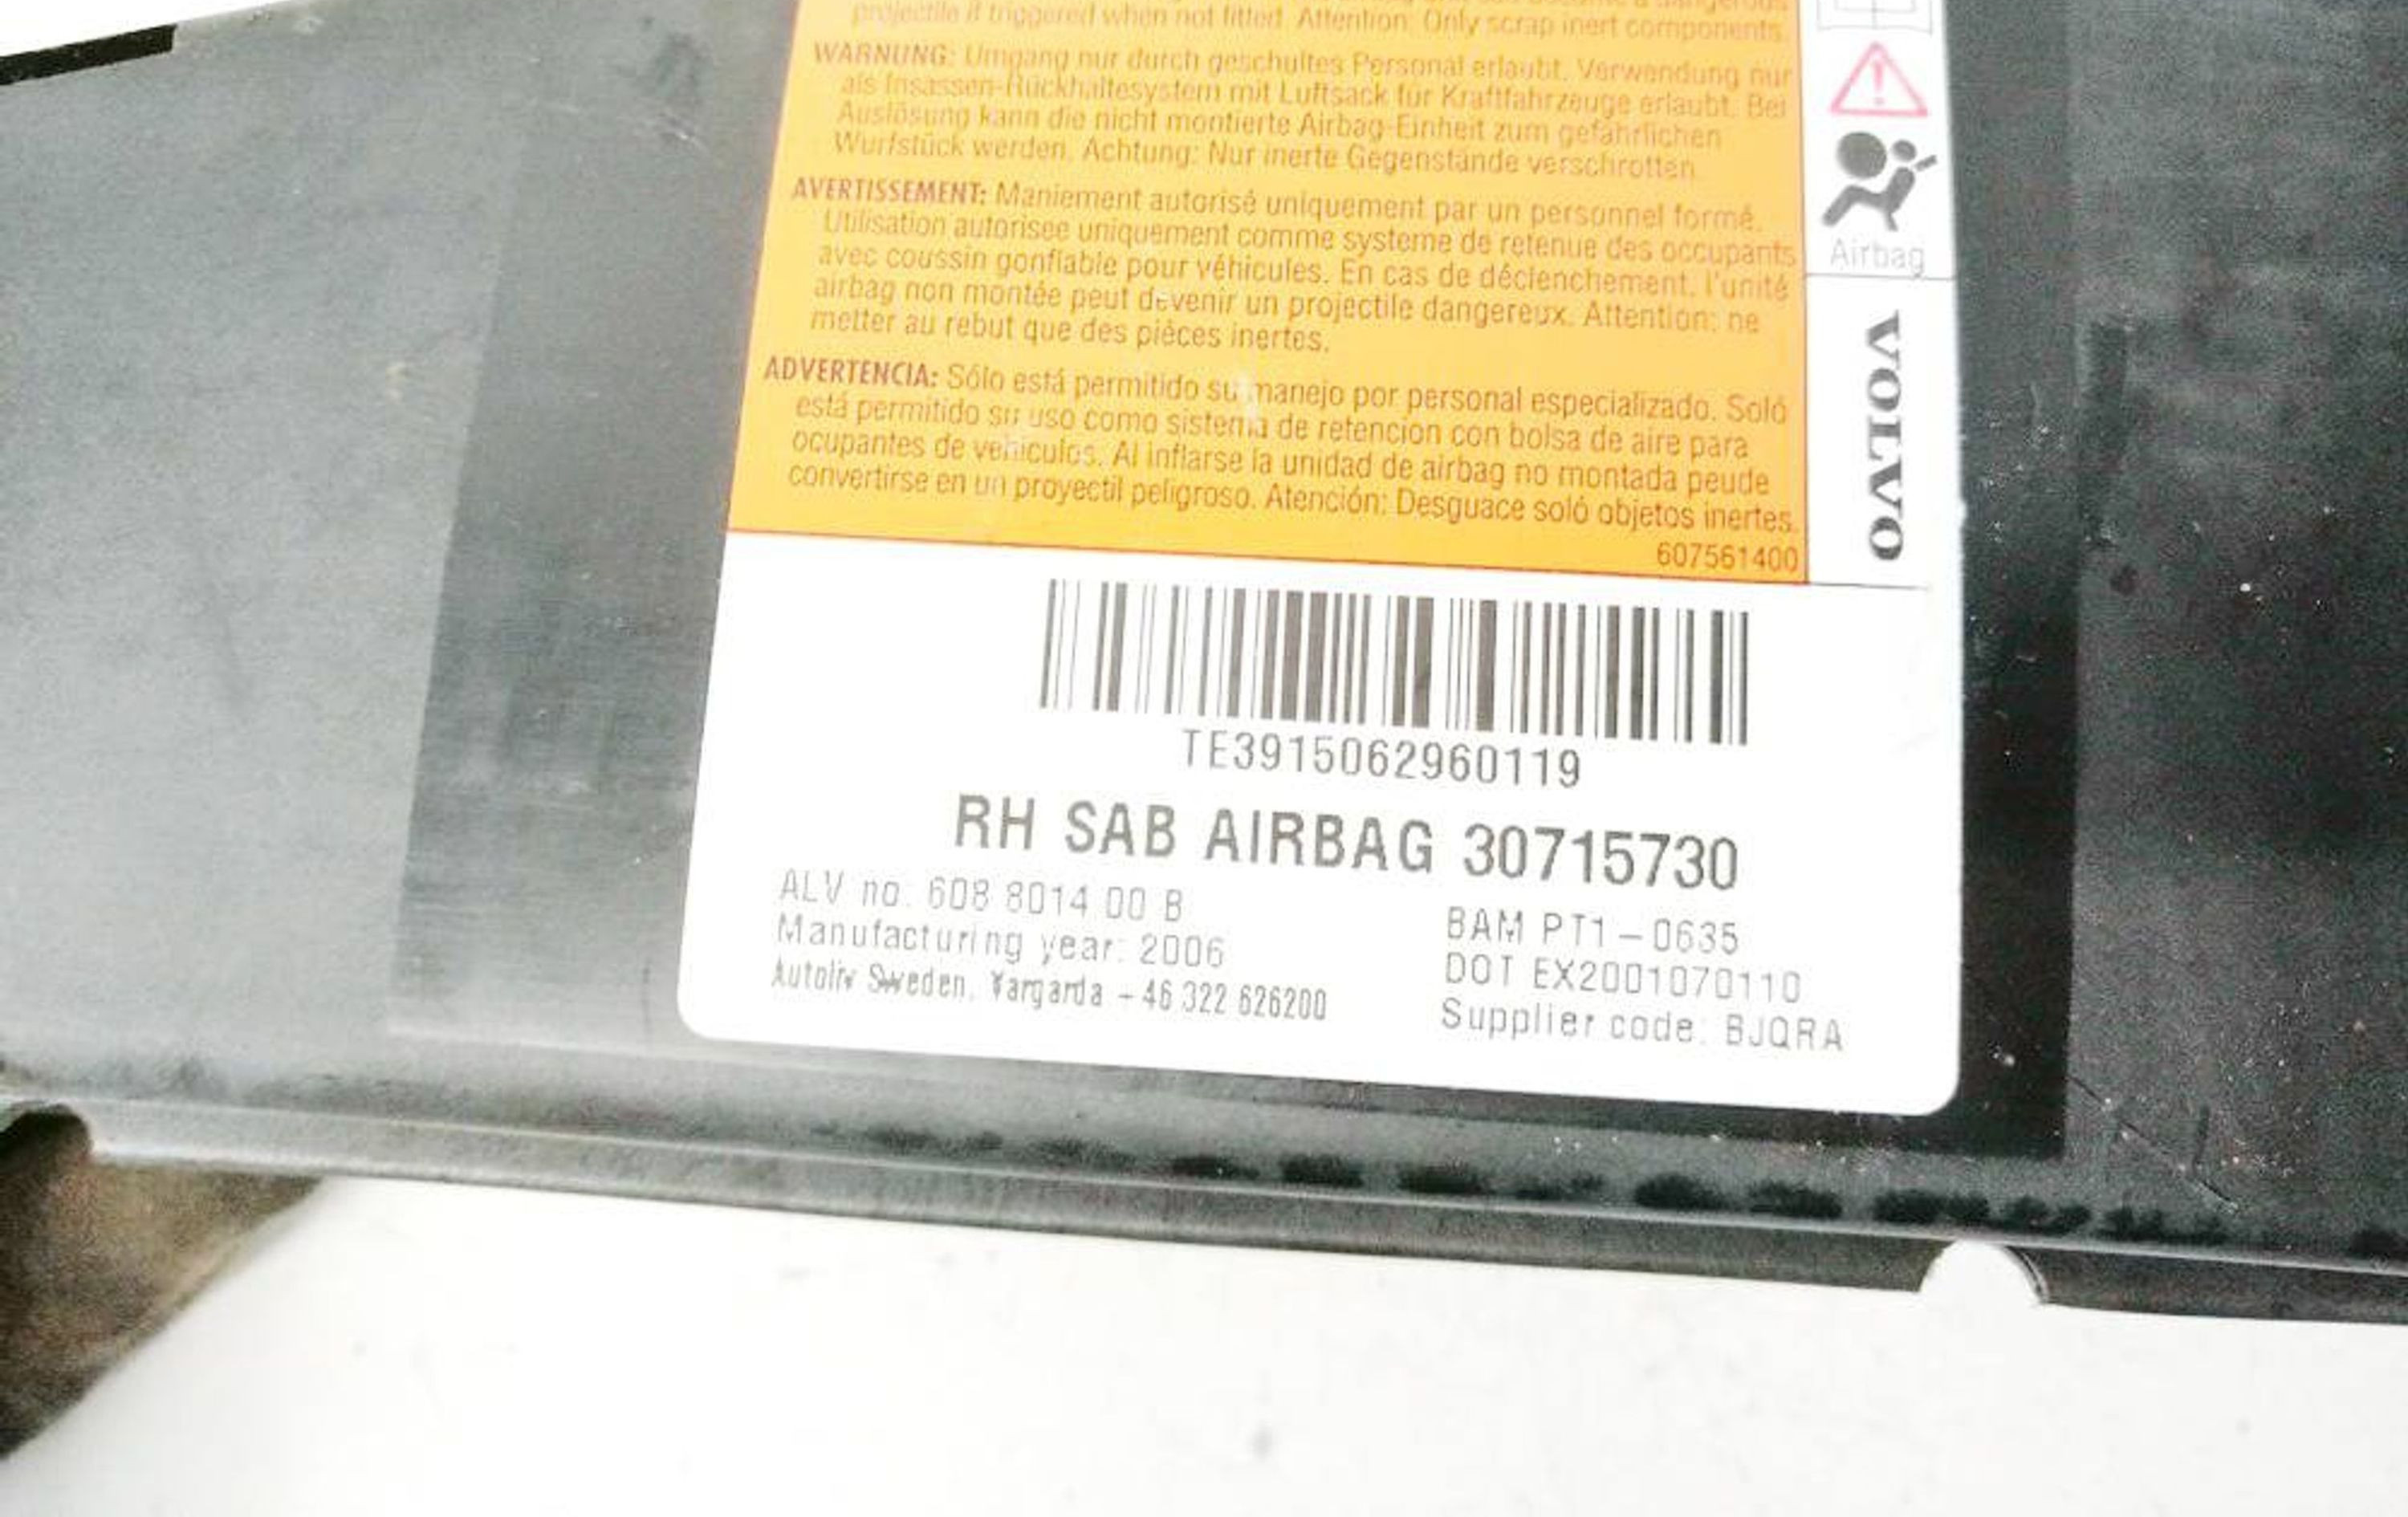 projectile if triggered when not fitted. Attention: Only scrap inert components.
WARNUNG: Umgang nur durch geschultes Personal erlaubt. Verwendung nur
als Insassen-Rückhaltesystem mit Luftsack für Kraftfahrzeuge erlaubt. Bei
Auslösung kann die nicht montierte Airbag-Einheit zum gefährlichen
Wurfstück werden. Achtung: Nur inerte Gegenstände verschrotten.
AVERTISSEMENT: Maniement autorisé uniquement par un personnel formé.
Utilisation autorisee uniquement comme systeme de retenue des occupants
avec coussin gonflable pour véhicules. En cas de déclenchement, l'unité
airbag non montée peut devenir un projectile dangereux. Attention: ne
metter au rebut que des pièces inertes.
ADVERTENCIA: Sólo está permitido su manejo por personal especializado. Soló
está permitido su uso como sistema de retencion con bolsa de aire para
ocupantes de vehiculos. Al inflarse la unidad de airbag no montada peude
convertirse en un proyectil peligroso. Atención: Desguace soló objetos inertes.
607561400
Airbag
VOLVO
TE3915062960119
RH SAB AIRBAG 30715730
ALV no. 608 8014 00 B
Manufacturing year: 2006
Autoliv Sweden, Vargarda - 46 322 626200
BAM PT1-0635
DOT EX2001070110
Supplier code: BJQRA